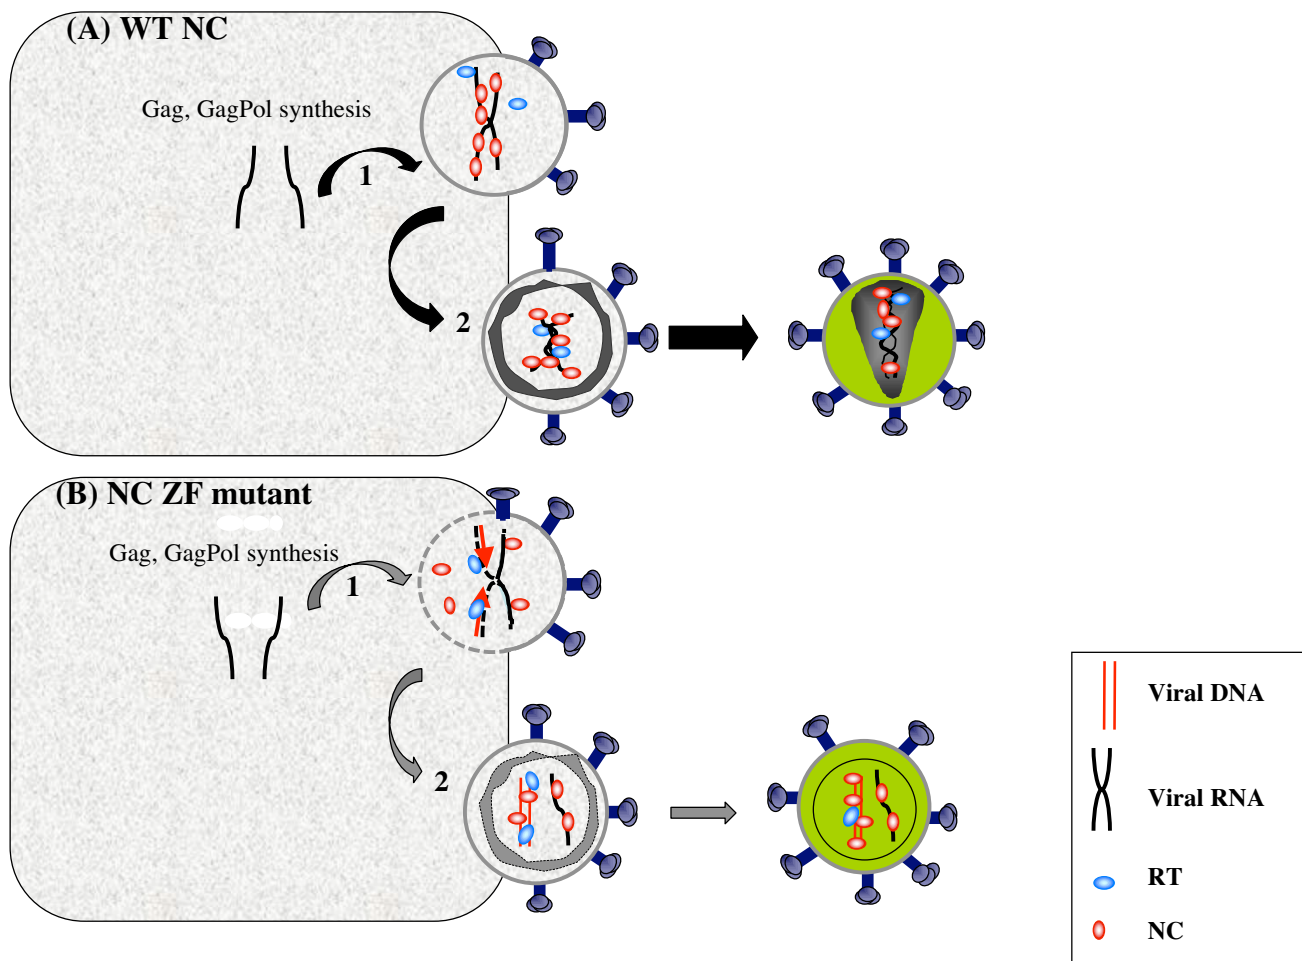 (A) WT NC
Gag, GagPol synthesis
1
2
(B) NC ZF mutant
Gag, GagPol synthesis
1
2
Viral DNA
Viral RNA
RT
NC